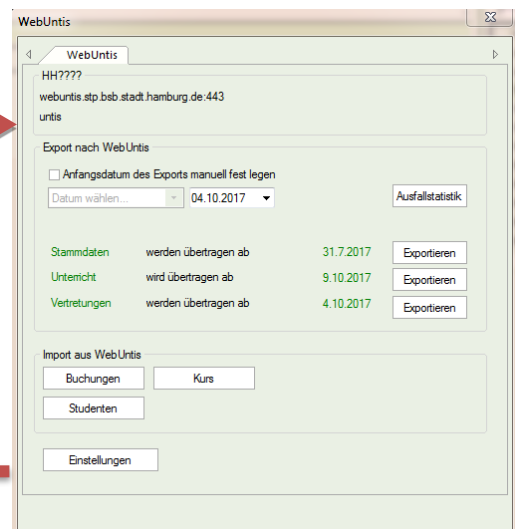 WebUntis
WebUntis
HH????
webuntis.stp.bsb.stadt.hamburg.de:443
untis
Export nach WebUntis
Anfangsdatum des Exports manuell fest legen
Datum wählen... 04.10.2017 Ausfallstatistik
Stammdaten werden übertragen ab 31.7.2017 Exportieren
Unterricht wird übertragen ab 9.10.2017 Exportieren
Vertretungen werden übertragen ab 4.10.2017 Exportieren
Import aus WebUntis
Buchungen Kurs
Studenten
Einstellungen